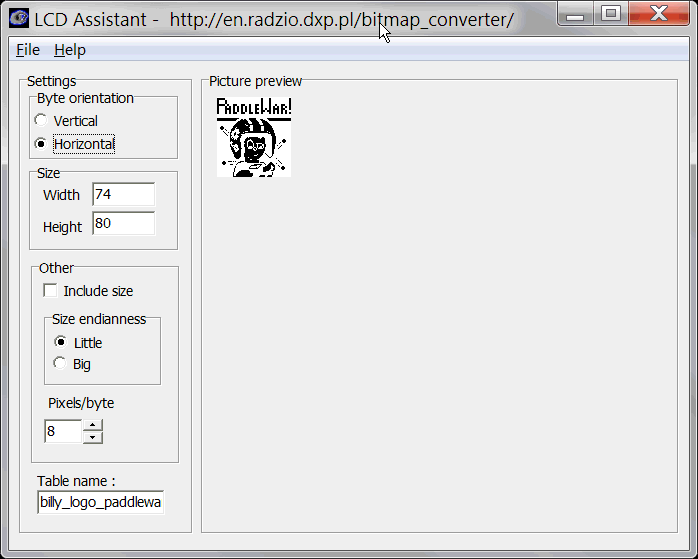 LCD Assistant - http://en.radzio.dxp.pl/bitmap_converter/
File Help
Settings
Byte orientation
Vertical
Horizontal
Size
Width 74
Height 80
Other
Include size
Size endianness
Little
Big
Pixels/byte
8
Table name :
billy_logo_paddlewa
Picture preview
PADDLEWAR!